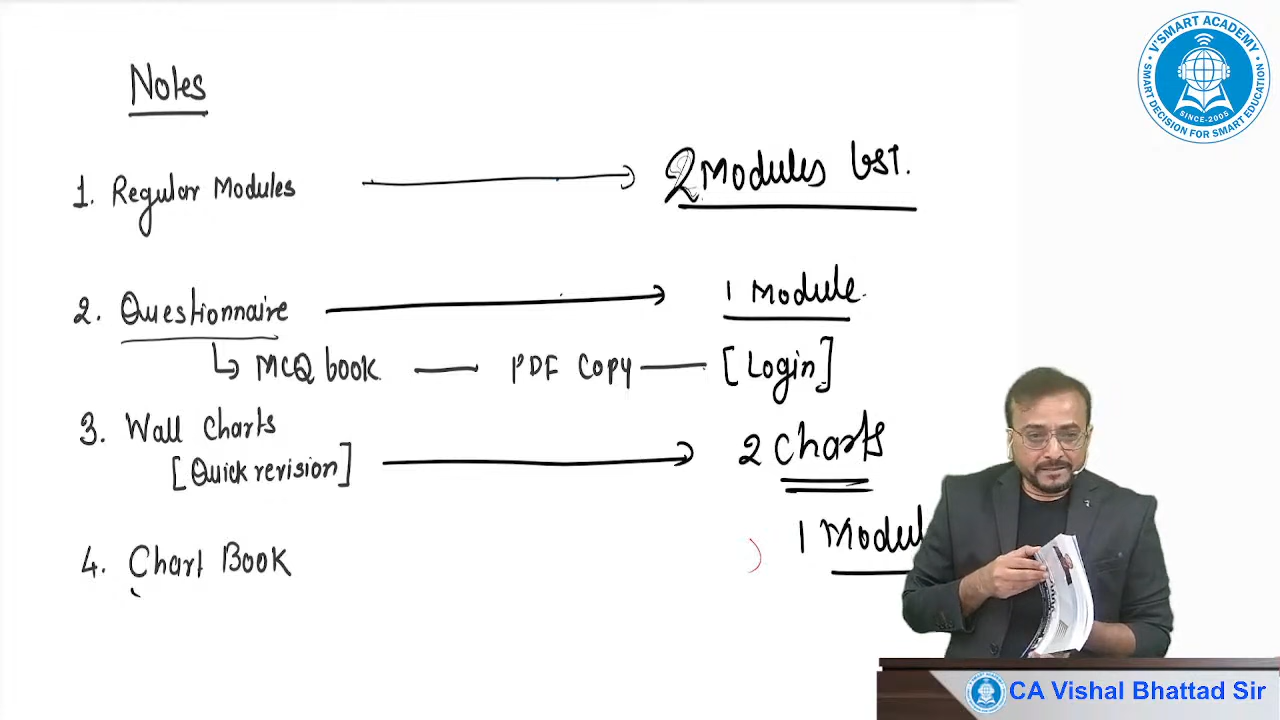 V'SMART ACADEMY
SMART DECISION FOR SMART EDUCATION
SINCE-2005
Notes
1. Regular Modules → 2 Modules GST.
2. Questionnaire → 1 Module.
↳ MCQ book — PDF Copy — [Login]
3. Wall Charts
[Quick revision] → 2 Charts
4. Chart Book 1 Modul
CA Vishal Bhattad Sir